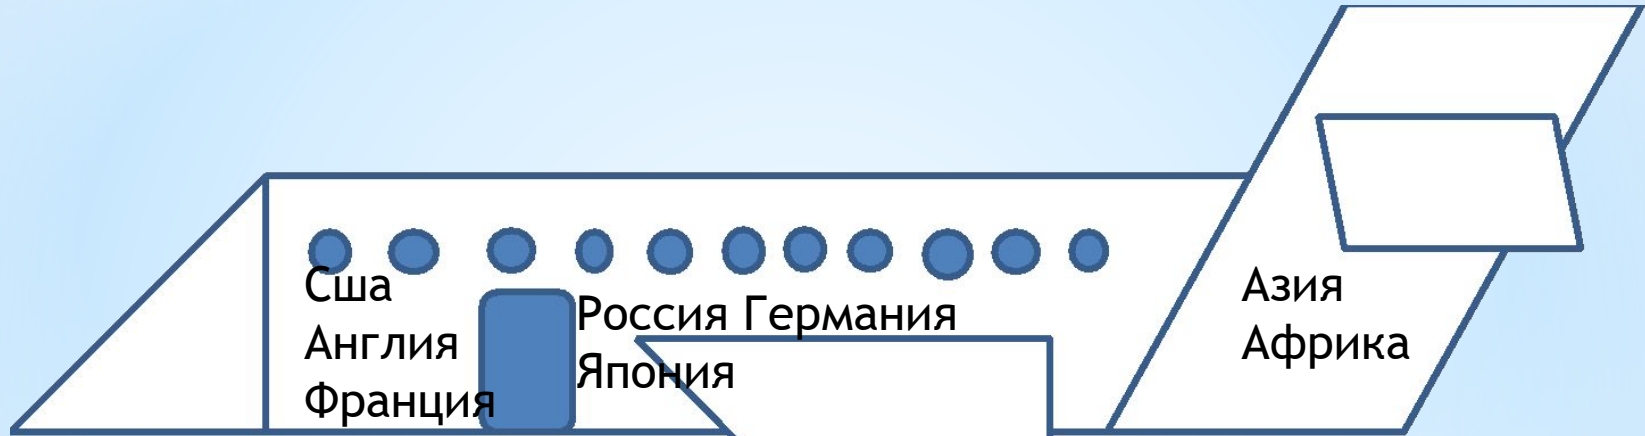 Сша
Англия
Франция
Россия Германия
Япония
Азия
Африка